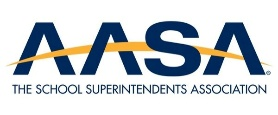 AASA
THE SCHOOL SUPERINTENDENTS ASSOCIATION